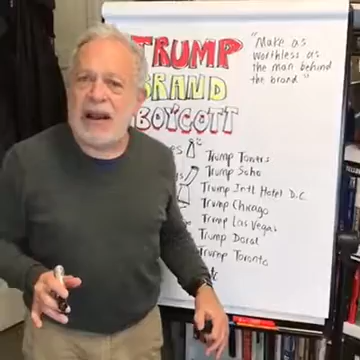 TRUMP
BRAND
BOYCOTT
"Make as
worthless as
the man behind
the brand"
Trump Towers
Trump Soho
Trump Int'l Hotel D.C.
Trump Chicago
Trump Las Vegas
Trump Doral
Trump Toronto